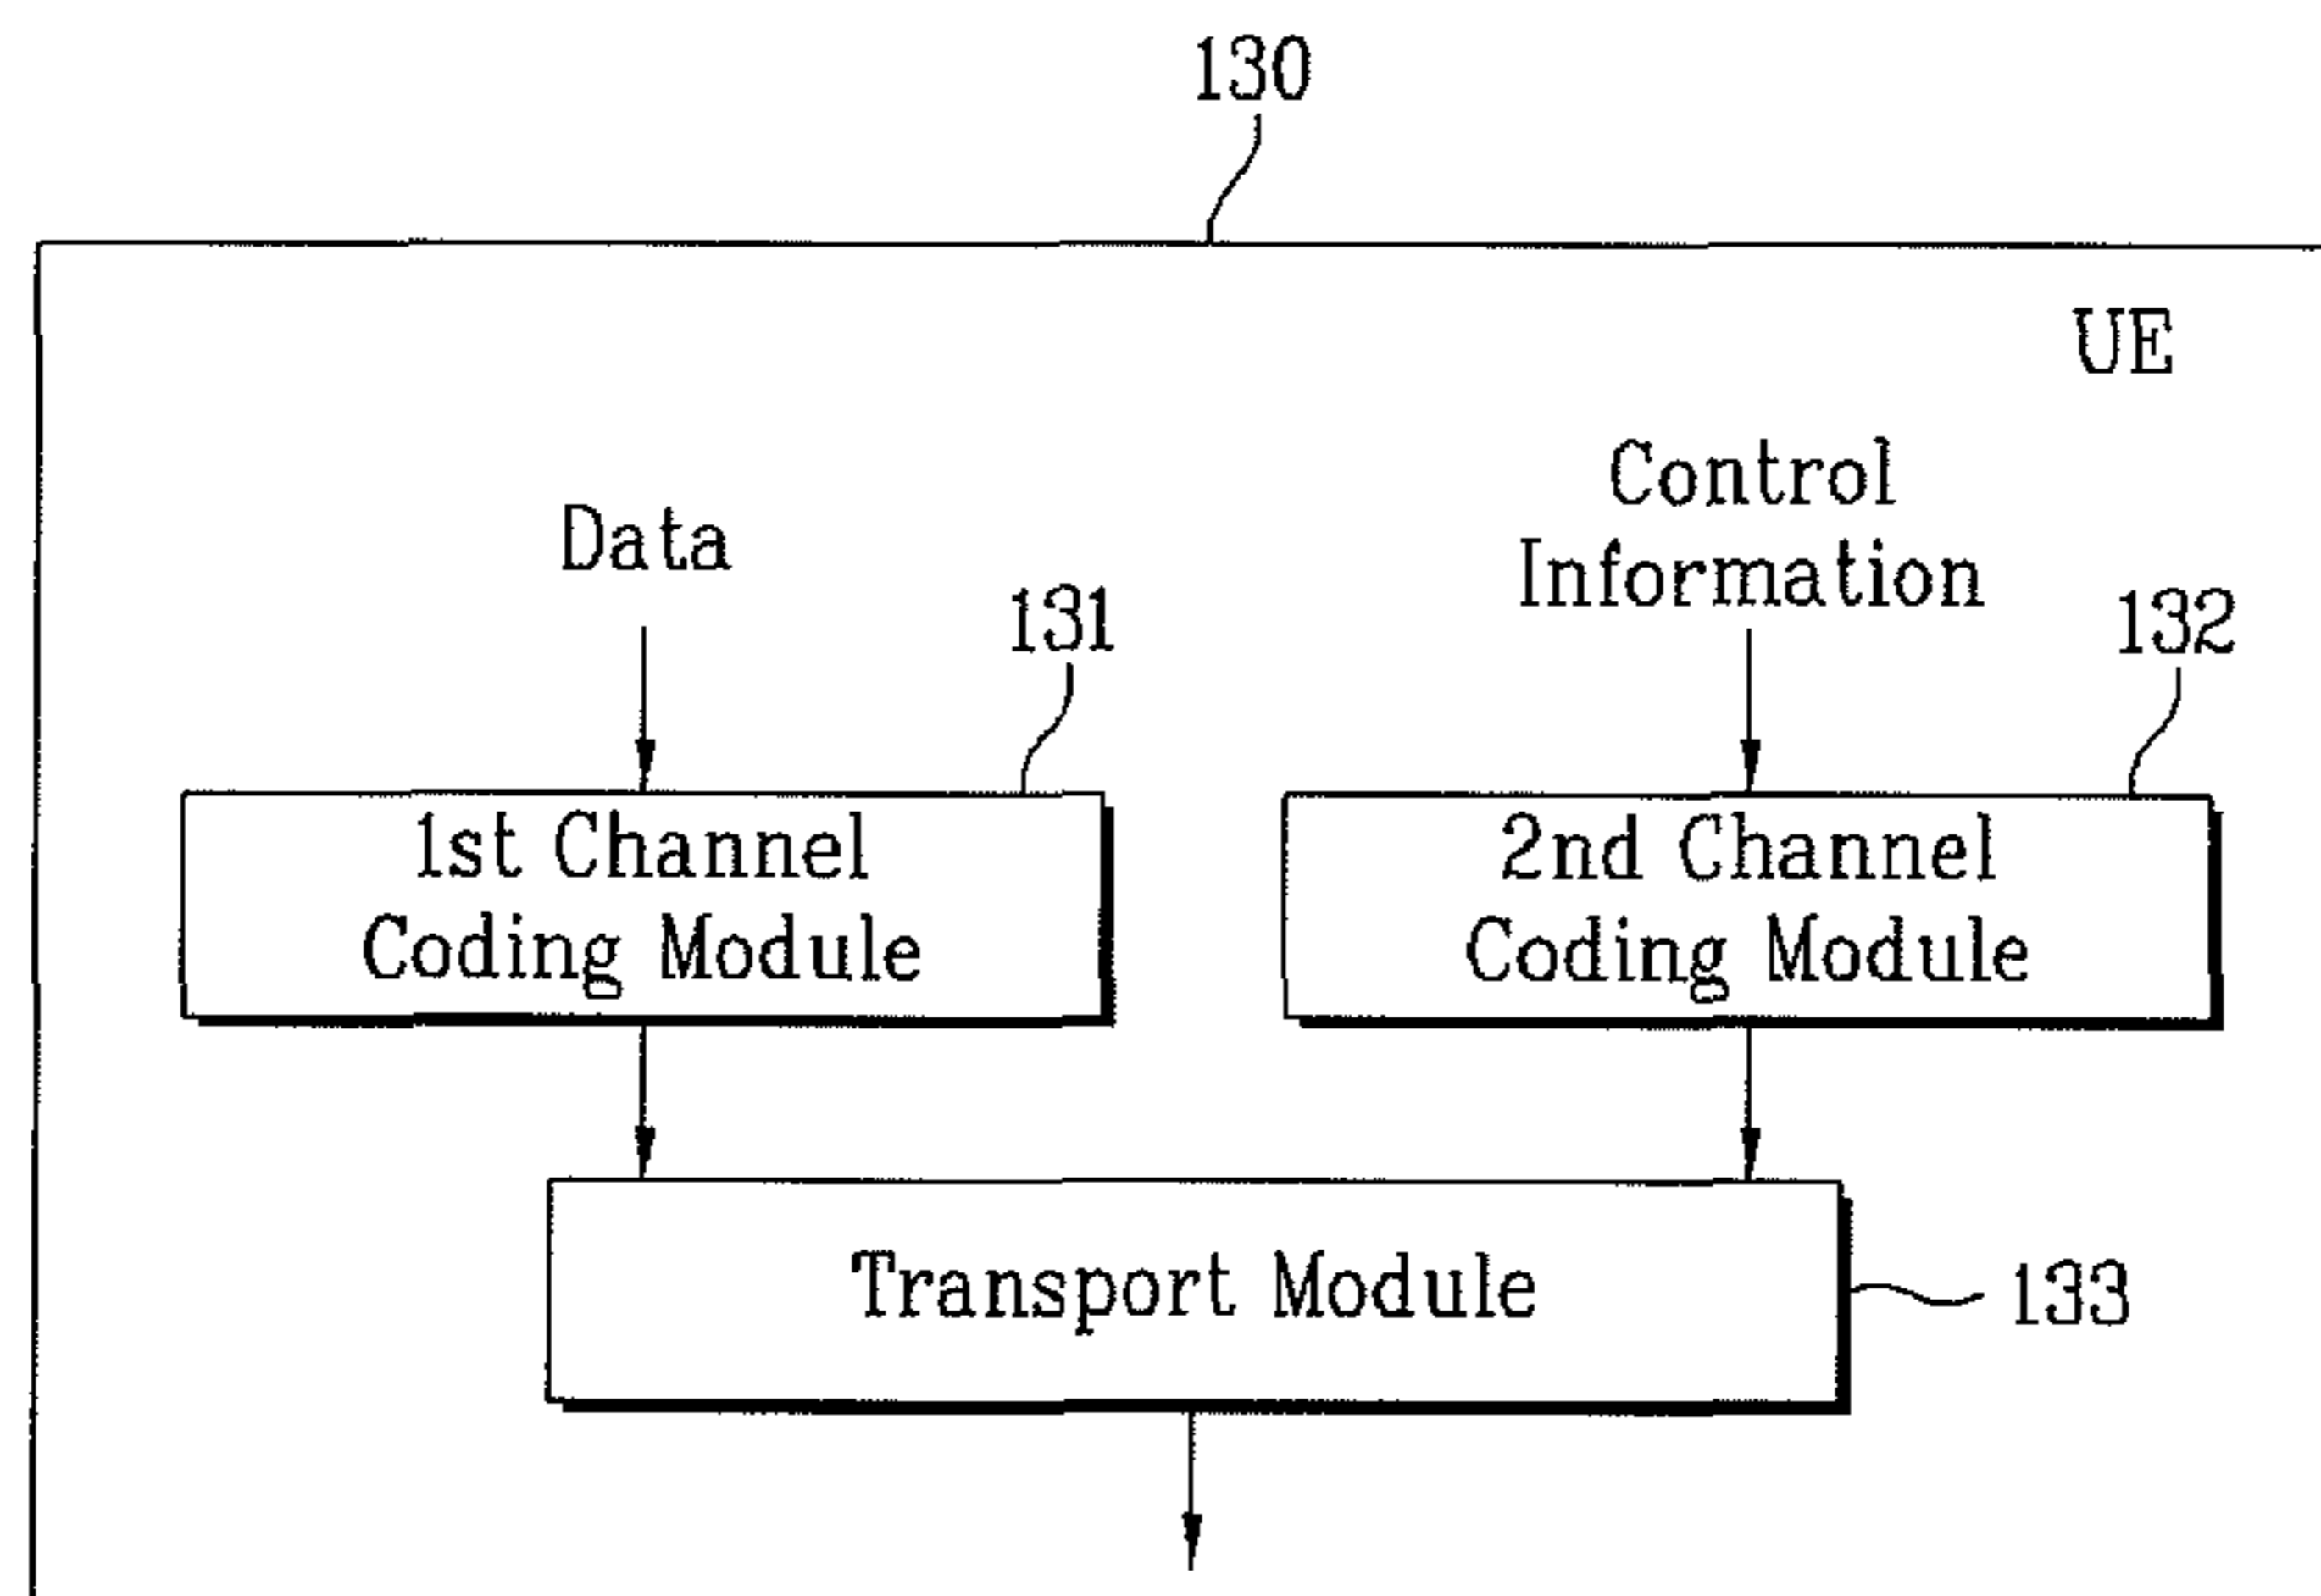 130
UE
Data
Control
Information
131
132
1st Channel
Coding Module
2nd Channel
Coding Module
Transport Module
133